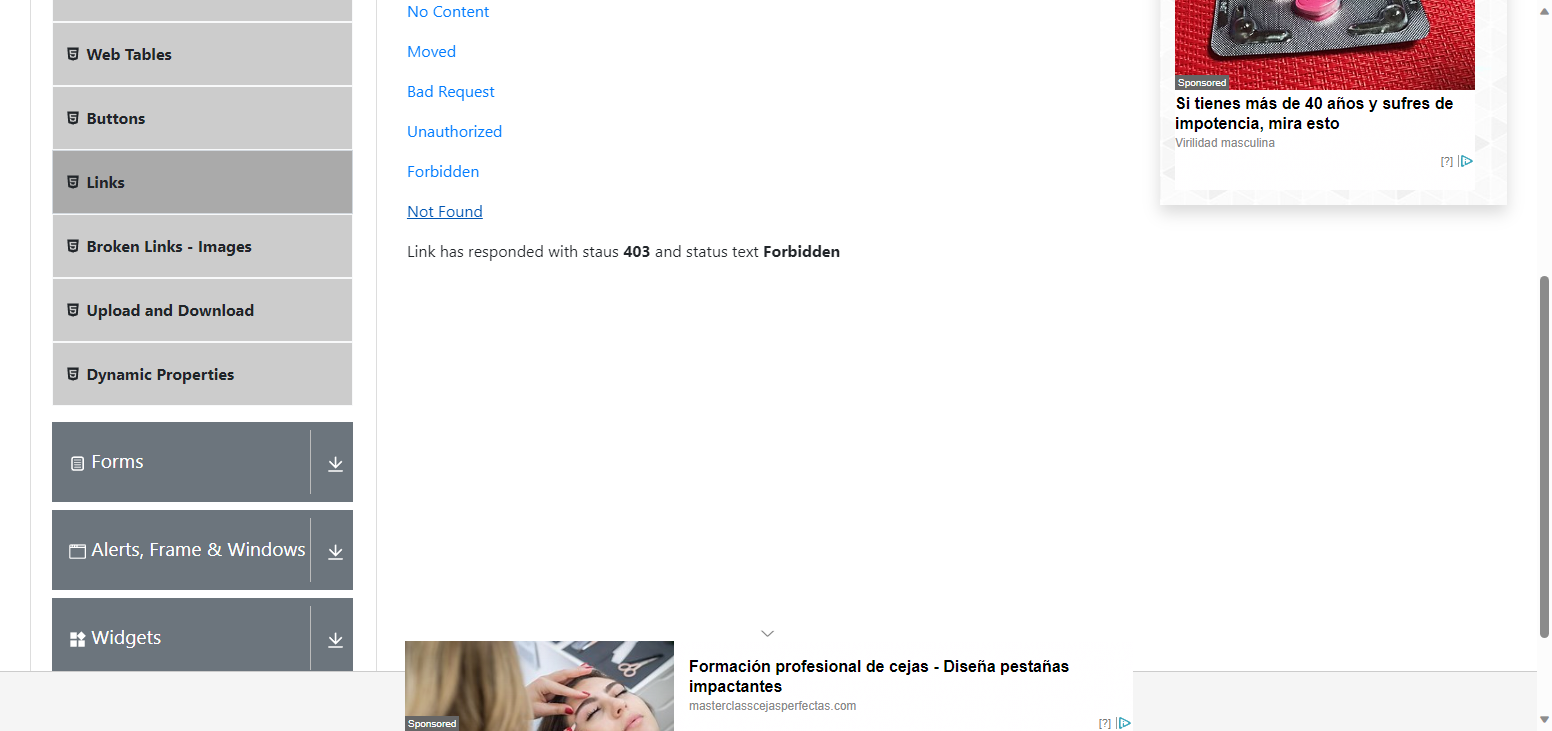 No Content
Web Tables
Moved
Bad Request
Buttons
Unauthorized
Forbidden
Links
Not Found
Broken Links - Images
Link has responded with staus 403 and status text Forbidden
Upload and Download
Dynamic Properties
Forms
Alerts, Frame & Windows
Widgets
Sponsored
Si tienes más de 40 años y sufres de
impotencia, mira esto
Virilidad masculina
[?]
Formación profesional de cejas - Diseña pestañas
impactantes
masterclasscejasperfectas.com
Sponsored
[?]